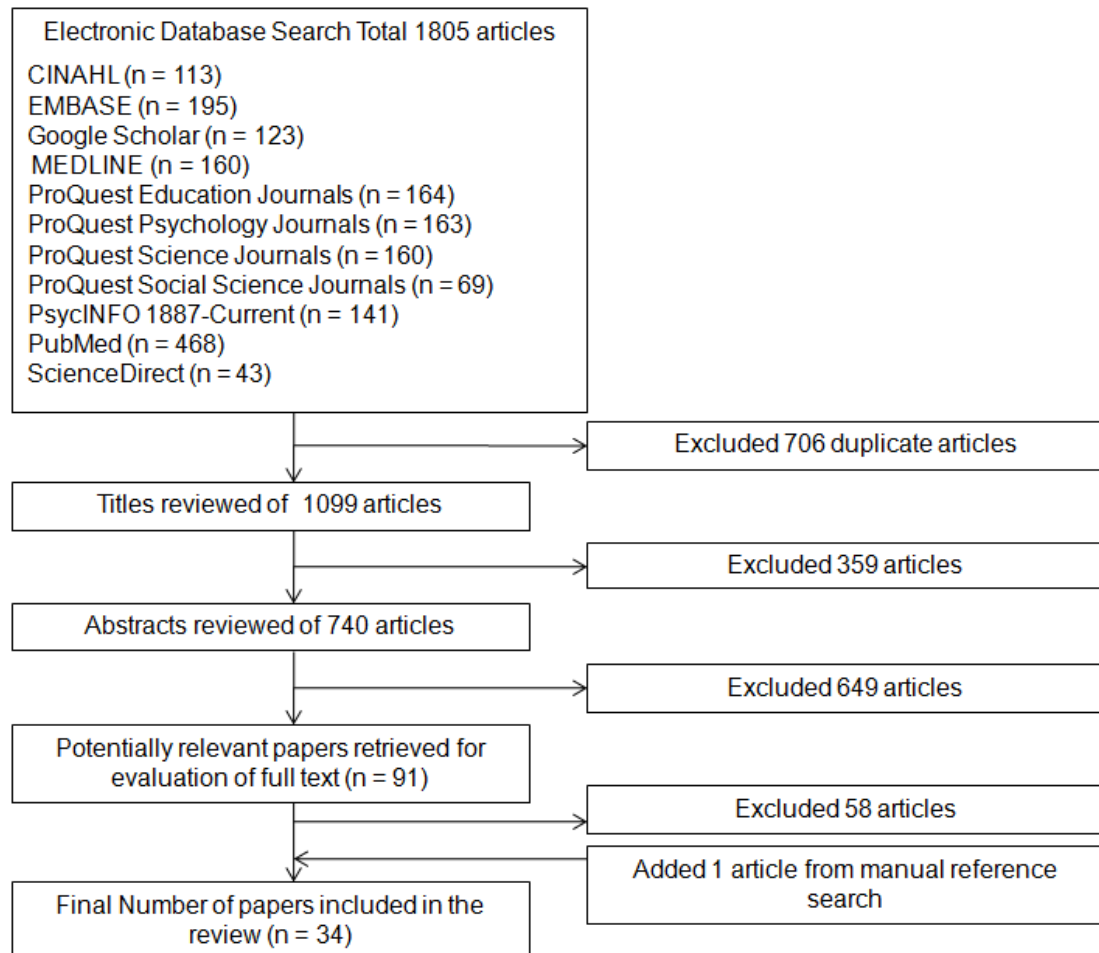 Electronic Database Search Total 1805 articles
CINAHL (n = 113)
EMBASE (n = 195)
Google Scholar (n = 123)
MEDLINE (n = 160)
ProQuest Education Journals (n = 164)
ProQuest Psychology Journals (n = 163)
ProQuest Science Journals (n = 160)
ProQuest Social Science Journals (n = 69)
PsycINFO 1887-Current (n = 141)
PubMed (n = 468)
ScienceDirect (n = 43)
Excluded 706 duplicate articles
Titles reviewed of 1099 articles
Excluded 359 articles
Abstracts reviewed of 740 articles
Excluded 649 articles
Potentially relevant papers retrieved for
evaluation of full text (n = 91)
Excluded 58 articles
Added 1 article from manual reference
search
Final Number of papers included in the
review (n = 34)